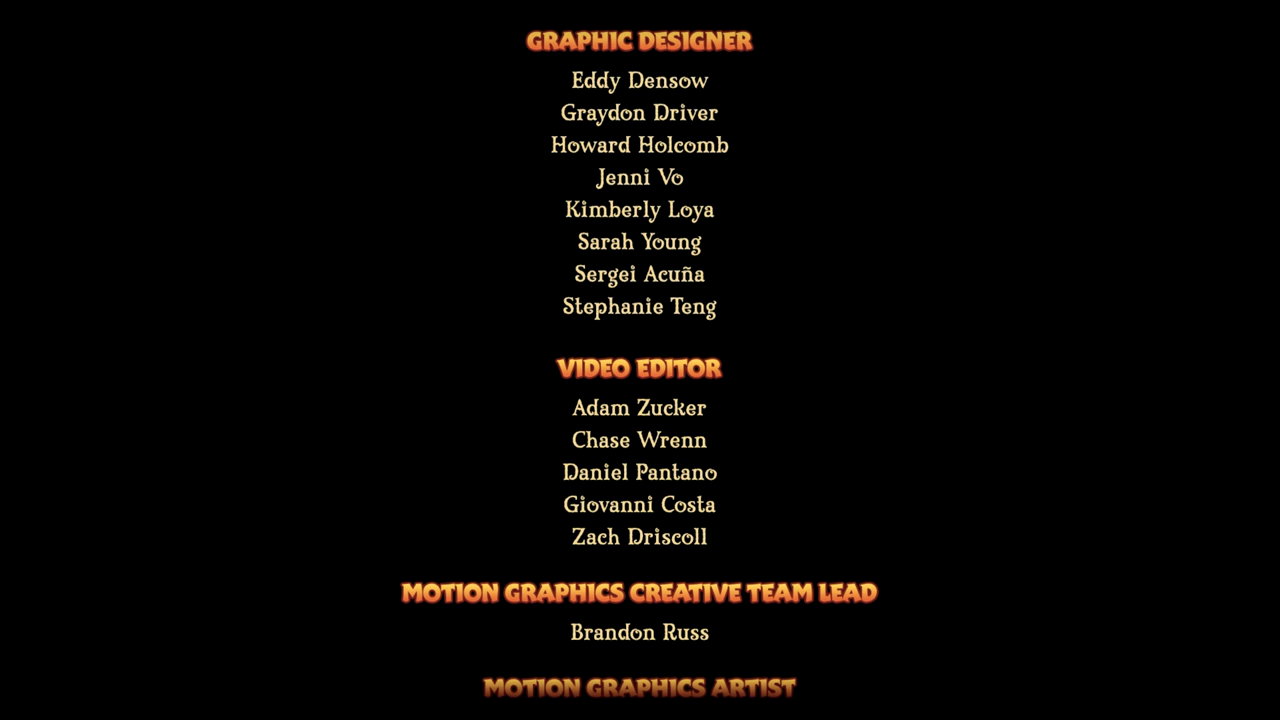 GRAPHIC DESIGNER
Eddy Densow
Graydon Driver
Howard Holcomb
Jenni Vo
Kimberly Loya
Sarah Young
Sergei Acuña
Stephanie Teng
VIDEO EDITOR
Adam Zucker
Chase Wrenn
Daniel Pantano
Giovanni Costa
Zach Driscoll
MOTION GRAPHICS CREATIVE TEAM LEAD
Brandon Russ
MOTION GRAPHICS ARTIST